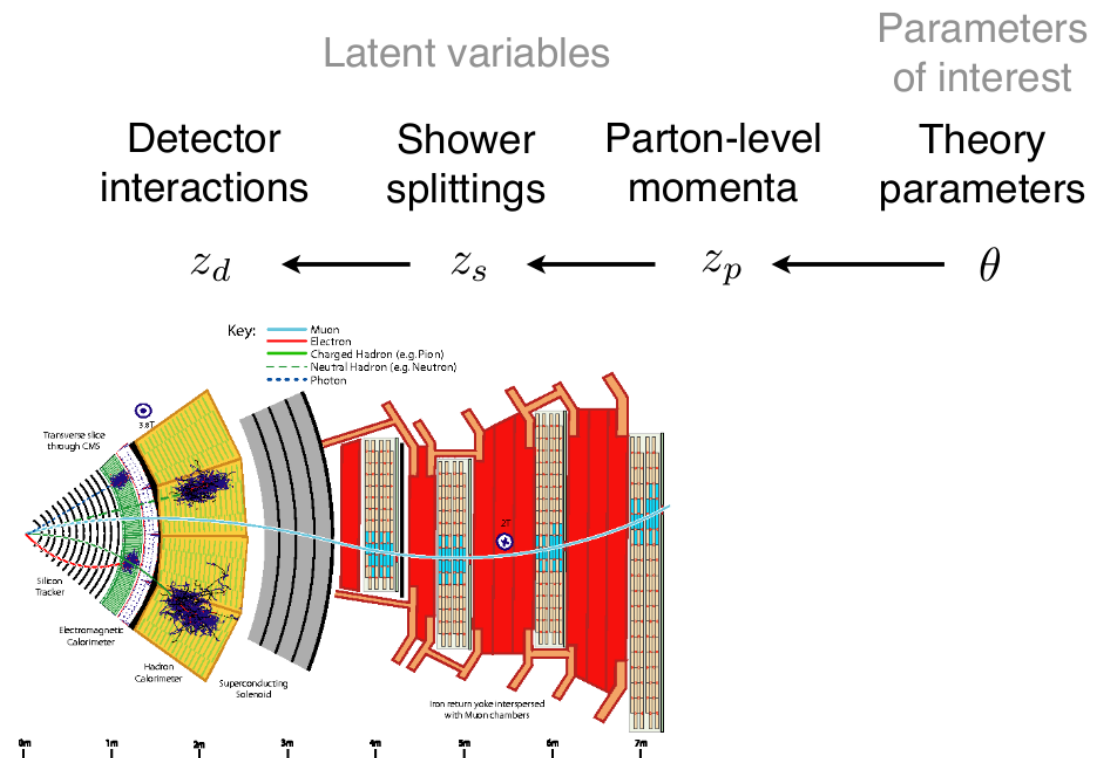 Latent variables
Parameters
of interest
Detector
interactions
Shower
splittings
Parton-level
momenta
Theory
parameters
z_d
z_s
z_p
θ
Key:
Muon
Electron
Charged Hadron (e.g.Pion)
Neutral Hadron (e.g. Neutron)
Photon
3.8T
Transverse slice
through CMS
2T
Silicon
Tracker
Electromagnetic
Calorimeter
Hadron
Calorimeter
Superconducting
Solenoid
Iron return yoke interspersed
with Muon chambers
0m
1m
2m
3m
4m
5m
6m
7m